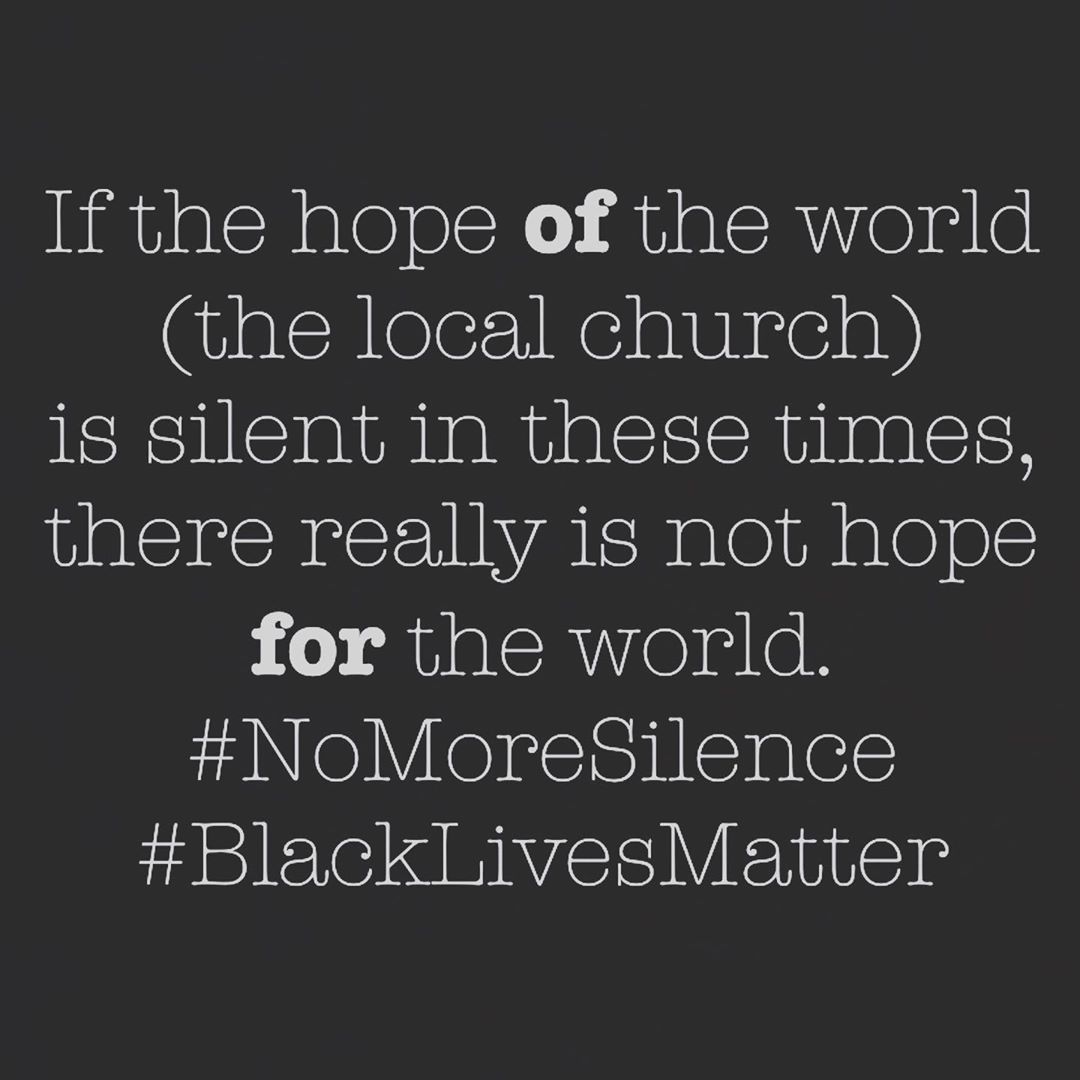 If the hope of the world
(the local church)
is silent in these times,
there really is not hope
for the world.
#NoMoreSilence
#BlackLivesMatter